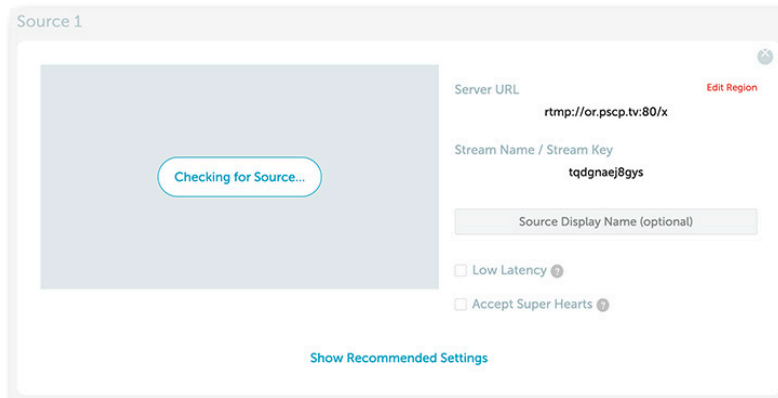 Source 1
Server URL
Edit Region
rtmp://or.pscp.tv:80/x
Stream Name / Stream Key
tqdgnaej8gys
Checking for Source...
Source Display Name (optional)
Low Latency ?
Accept Super Hearts ?
Show Recommended Settings